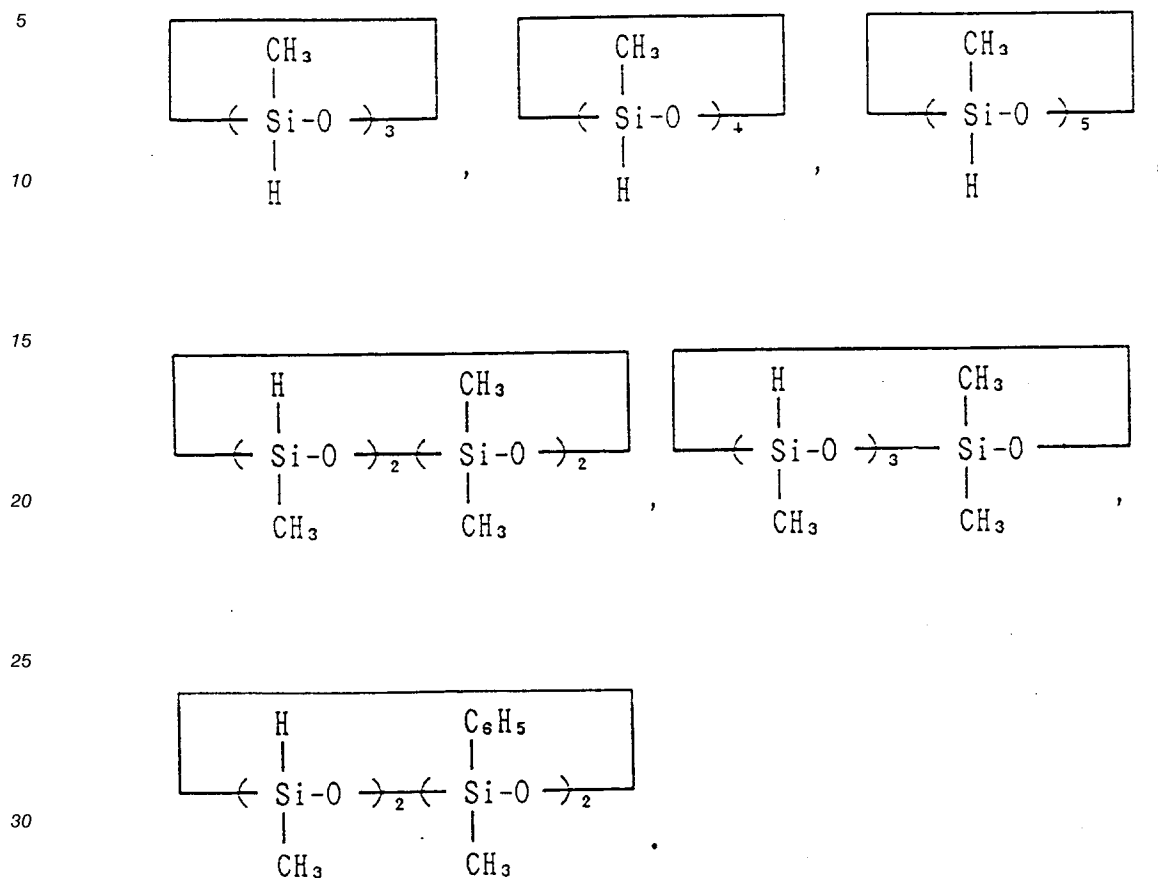 5
CH₃ CH₃ CH₃
( Si-O )₃ ( Si-O )₄ ( Si-O )₅
10 H , H , H
15
H CH₃ H CH₃
( Si-O )₂ ( Si-O )₂ ( Si-O )₃ Si-O
20 , ,
CH₃ CH₃ CH₃ CH₃
25
H C₆H₅
( Si-O )₂ ( Si-O )₂
30
CH₃ CH₃ .